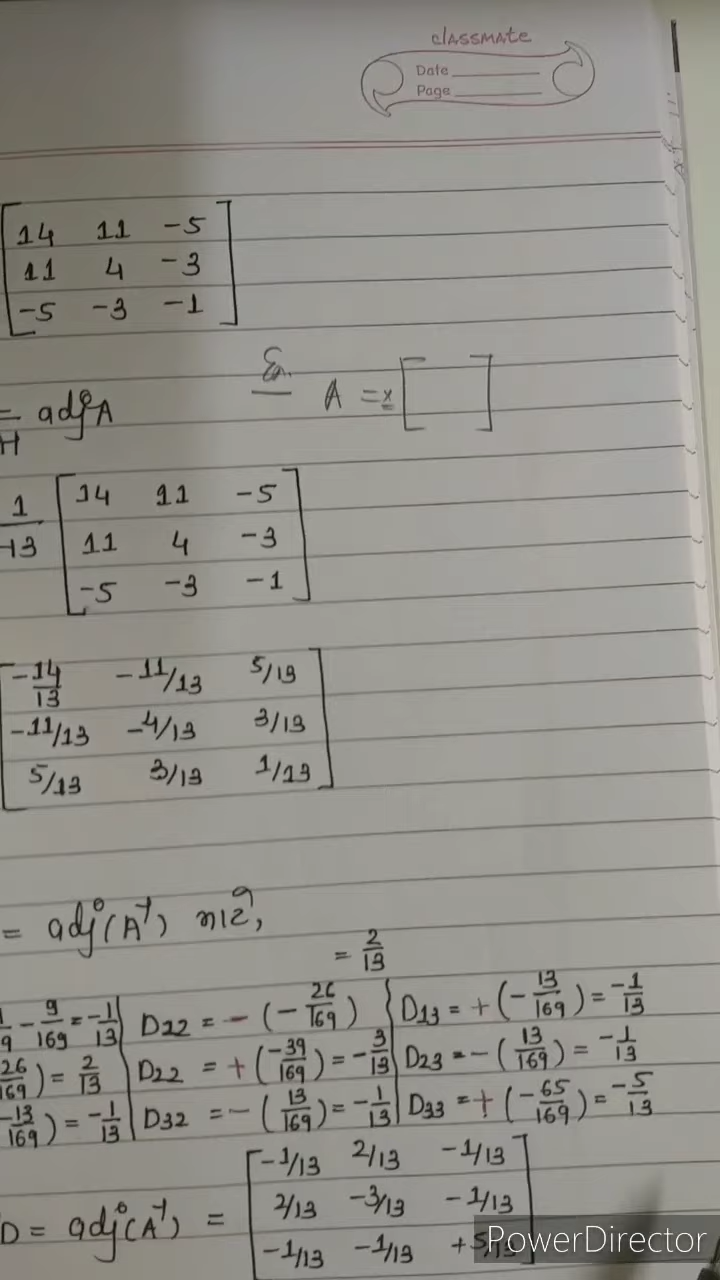 classmate
Date
Page
14 11 -5
11 4 -3
-5 -3 -1
= adj A
A = x [ ]
1/-13 [ 14 11 -5
11 4 -3
-5 -3 -1 ]
-14/13 -11/13 5/13
-11/13 -4/13 3/13
5/13 3/13 1/13
= adj(A⁻¹)
= 2/13
- 9/169 = -1/13 D22 = -(-26/169) D13 = +(-13/169) = -1/13
26/169) = 2/13 D22 = +(-39/169) = -3/13 D23 = -(13/169) = -1/13
-13/169) = -1/13 D32 = -(13/169) = -1/13 D33 = +(-65/169) = -5/13
-1/13 2/13 -1/13
D = adj(A⁻¹) = 2/13 -3/13 -1/13
-1/13 -1/13
PowerDirector